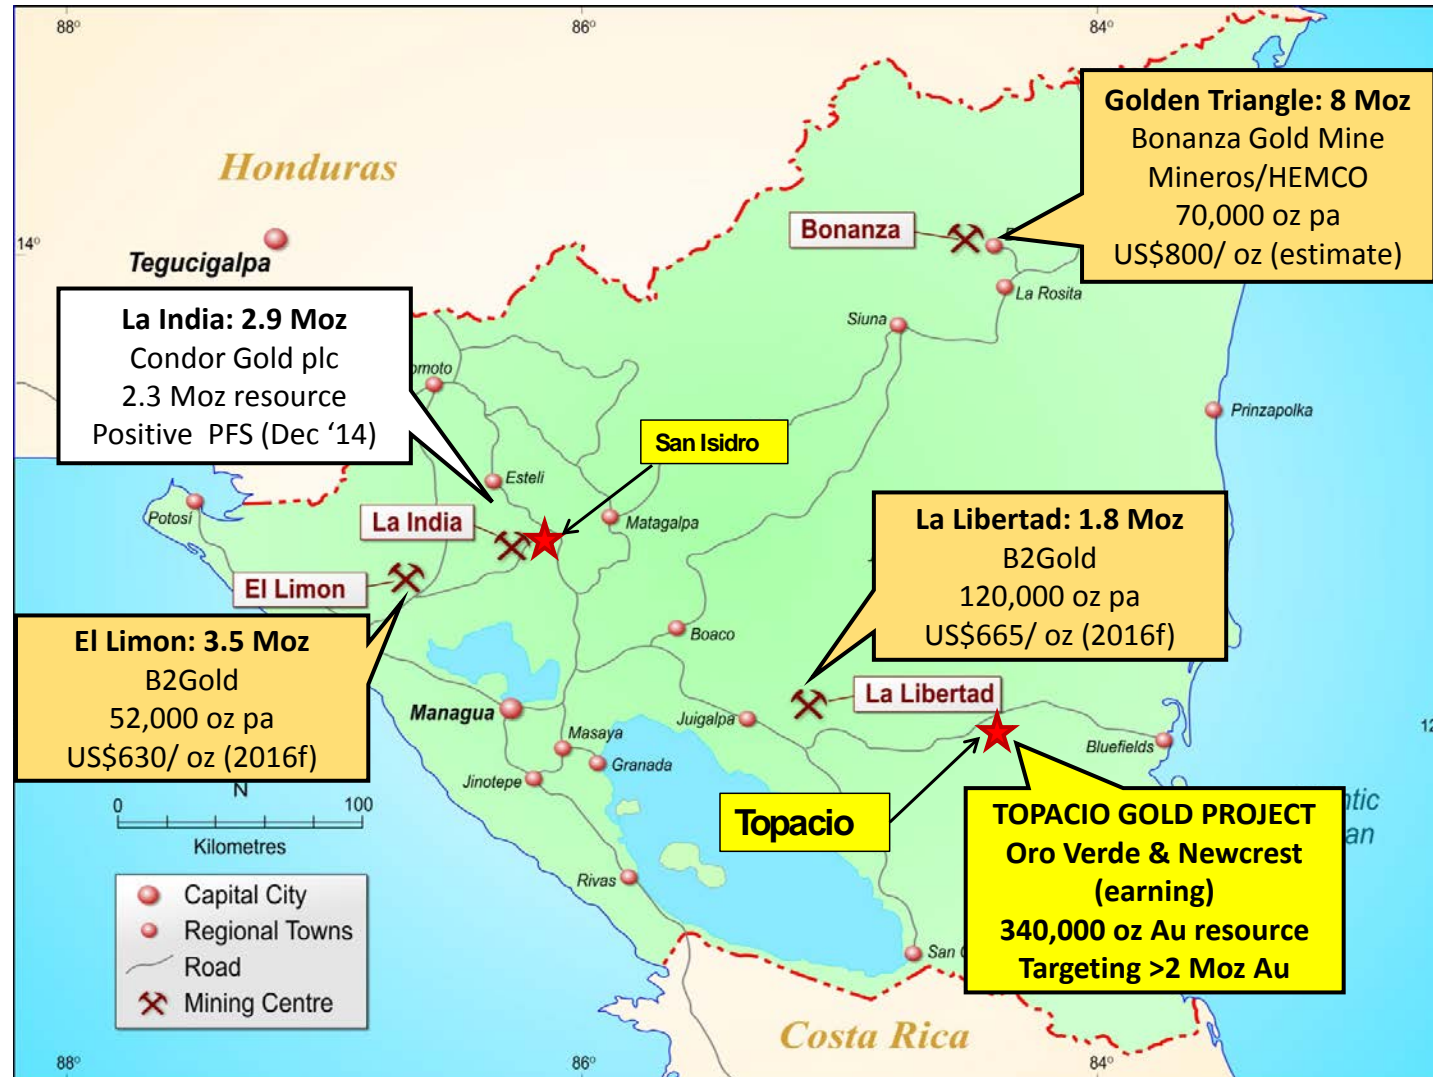 88°
86°
84°
Golden Triangle: 8 Moz
Bonanza Gold Mine
Mineros/HEMCO
70,000 oz pa
US$800/ oz (estimate)
Honduras
Bonanza
14°
Tegucigalpa
La Rosita
La India: 2.9 Moz
Condor Gold plc
2.3 Moz resource
Positive PFS (Dec ‘14)
Siuna
omoto
Prinzapolka
San Isidro
Esteli
Potosí
La India
Matagalpa
La Libertad: 1.8 Moz
B2Gold
120,000 oz pa
US$665/ oz (2016f)
El Limon
El Limon: 3.5 Moz
B2Gold
52,000 oz pa
US$630/ oz (2016f)
Boaco
La Libertad
Managua
Juigalpa
12
Masaya
Bluefields
Granada
Jinotepe
N
0
100
Kilometres
Topacio
TOPACIO GOLD PROJECT
Oro Verde & Newcrest
(earning)
340,000 oz Au resource
Targeting >2 Moz Au
ntic
an
Rivas
Capital City
Regional Towns
Road
Mining Centre
San
Costa Rica
88°
86°
84°